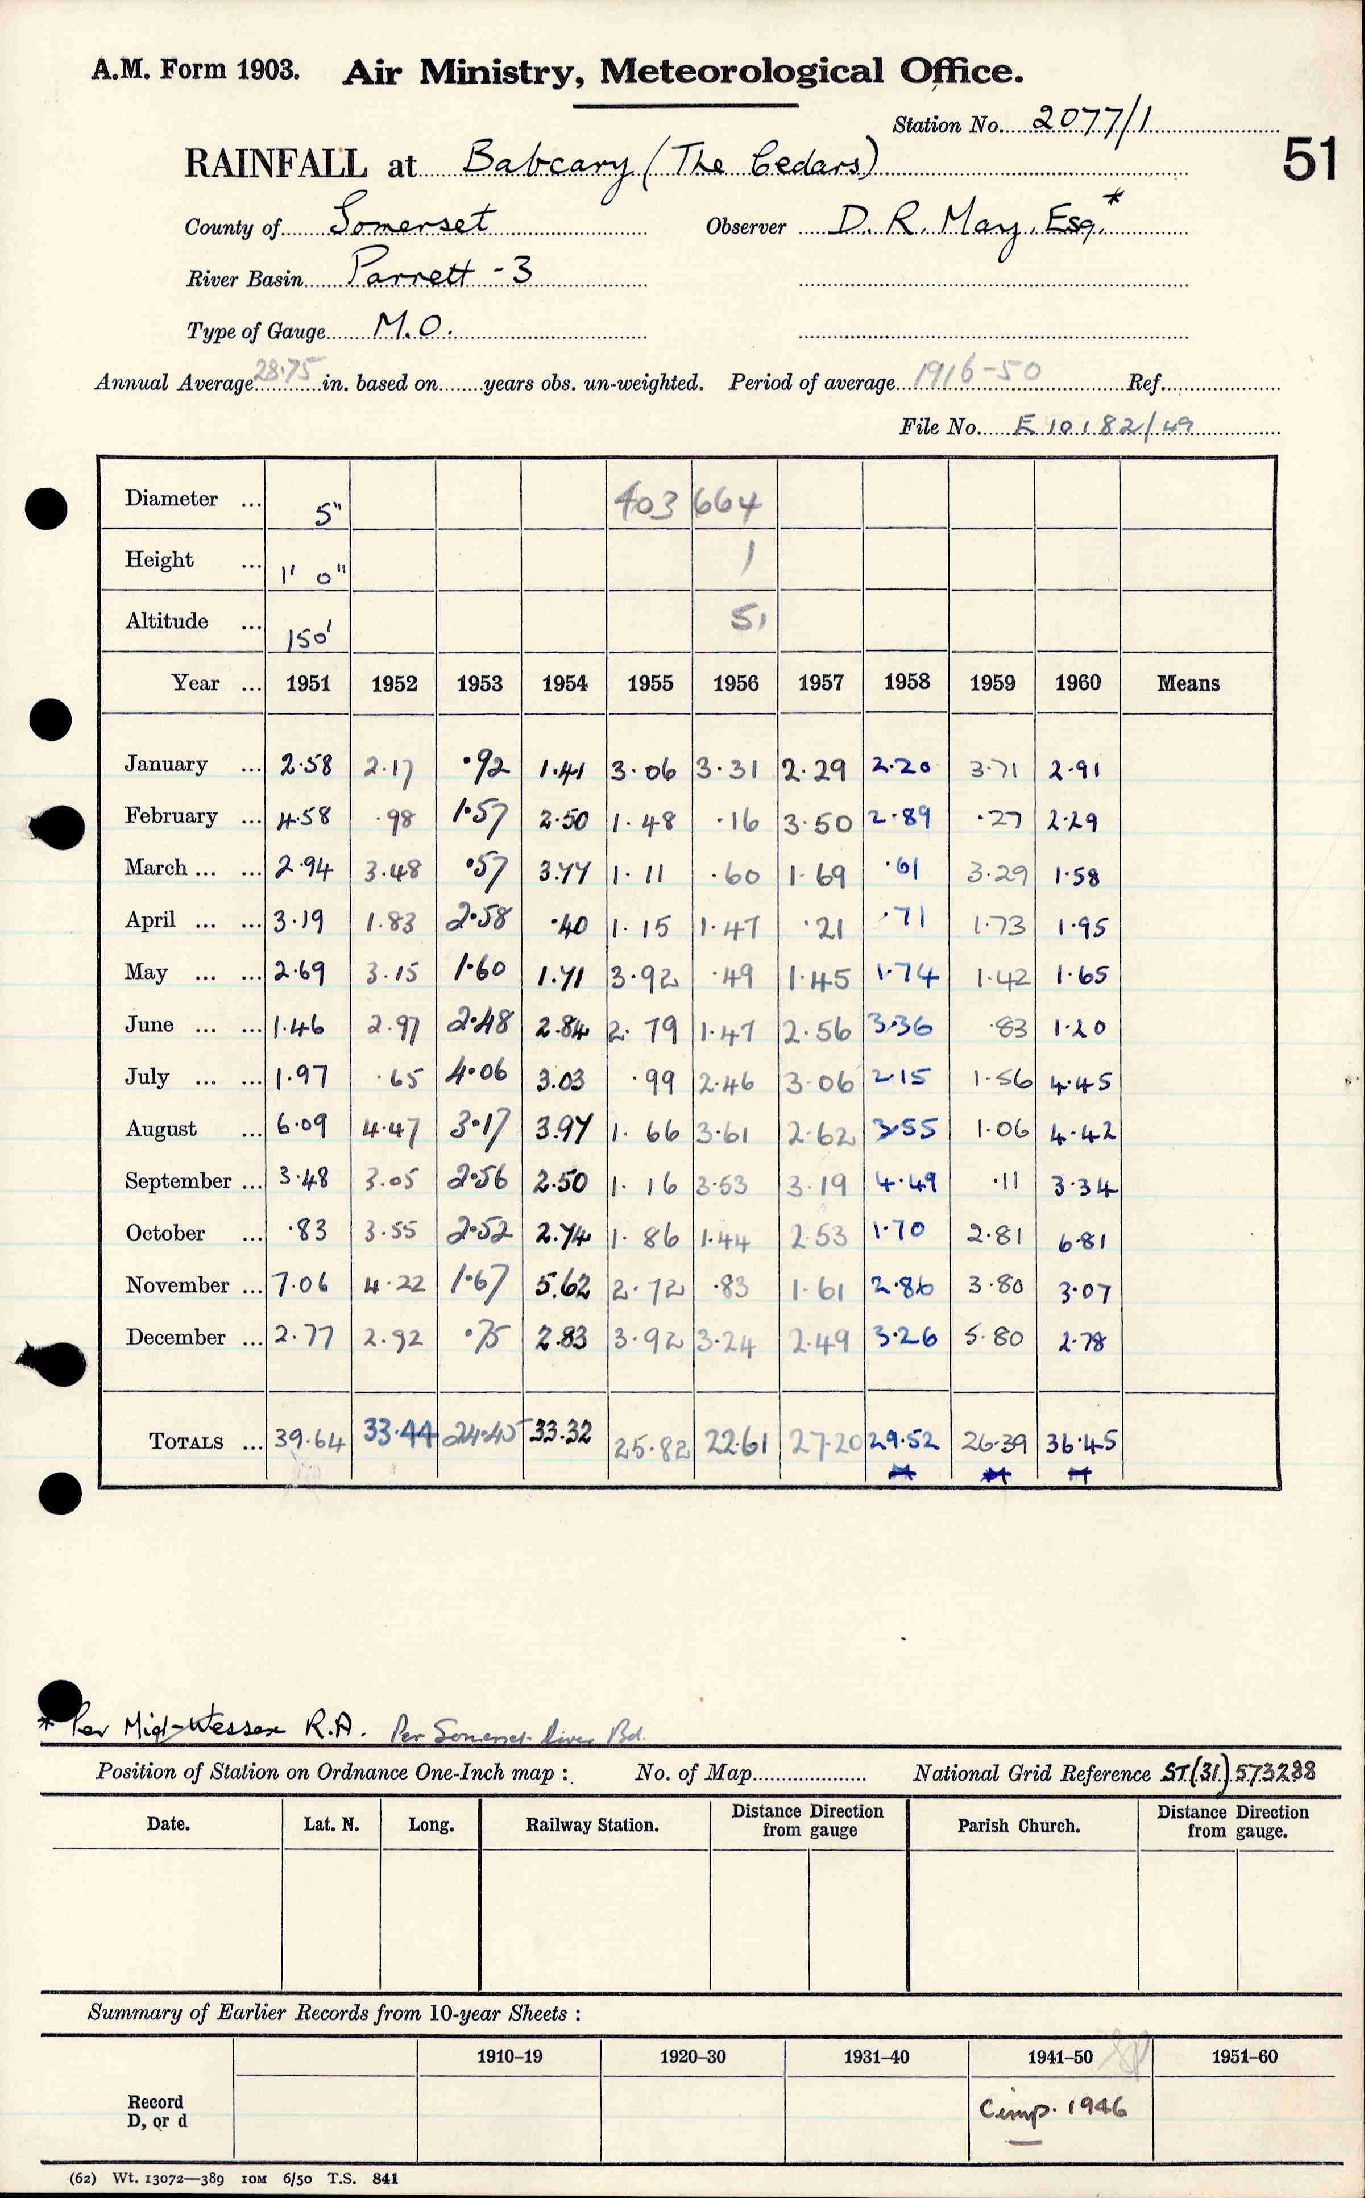 A.M. Form 1903. Air Ministry, Meteorological Office.
Station No. 2077/1
51
RAINFALL at Babcary (The Cedars)
County of Somerset Observer D. R. May, Esq.*
River Basin Parrett - 3
Type of Gauge M.O.
Annual Average 28.75 in. based on years obs. un-weighted. Period of average 1916-50 Ref.
File No. E 10182/49
Diameter ... 5" 403 664
Height ... 1' 0" 1
Altitude ... 150' 51
Year ... 1951 1952 1953 1954 1955 1956 1957 1958 1959 1960 Means
January ... 2.58 2.17 .92 1.41 3.06 3.31 2.29 2.20 3.71 2.91
February ... 4.58 .98 1.57 2.50 1.48 .16 3.50 2.89 .27 2.29
March ... ... 2.94 3.48 .57 3.77 1.11 .60 1.69 .61 3.29 1.58
April ... ... 3.19 1.83 2.58 .40 1.15 1.47 .21 .71 1.73 1.95
May ... ... 2.69 3.15 1.60 1.71 3.92 .49 1.45 1.74 1.42 1.65
June ... ... 1.46 2.97 2.48 2.84 2.79 1.47 2.56 3.36 .83 1.20
July ... ... 1.97 .65 4.06 3.03 .99 2.46 3.06 2.15 1.56 4.45
August ... 6.09 4.47 3.17 3.97 1.66 3.61 2.62 3.55 1.06 4.42
September ... 3.48 3.05 2.56 2.50 1.16 3.53 3.19 4.49 .11 3.34
October ... .83 3.55 2.52 2.74 1.86 1.44 2.53 1.70 2.81 6.81
November ... 7.06 4.22 1.67 5.62 2.72 .83 1.61 2.86 3.80 3.07
December ... 2.77 2.92 .75 2.83 3.92 3.24 2.49 3.26 5.80 2.78
TOTALS ... 39.64 33.44 24.45 33.32 25.82 22.61 27.20 29.52 26.39 36.45
* Per Mid-Wessex R.A. Per Somerset River Bd.
Position of Station on Ordnance One-Inch map : No. of Map National Grid Reference ST(31) 573288
Date. Lat. N. Long. Railway Station. Distance Direction from gauge Parish Church. Distance Direction from gauge.
Summary of Earlier Records from 10-year Sheets :
1910–19 1920–30 1931–40 1941–50 1951–60
Record D, or d Comp. 1946
(62) Wt. 13072—389 10M 6/50 T.S. 841